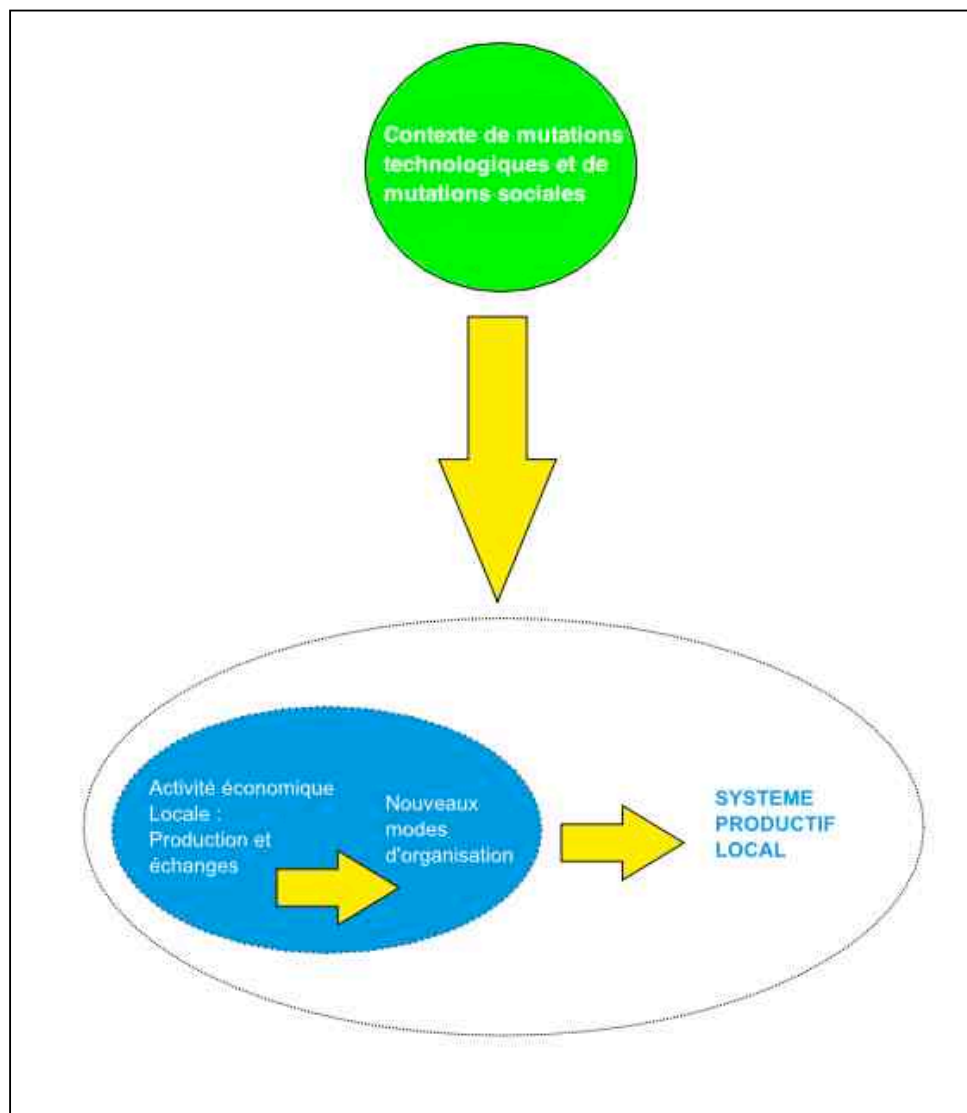 Contexte de mutations
technologiques et de
mutations sociales
Activité économique
Locale :
Production et
échanges
Nouveaux
modes
d'organisation
SYSTEME
PRODUCTIF
LOCAL